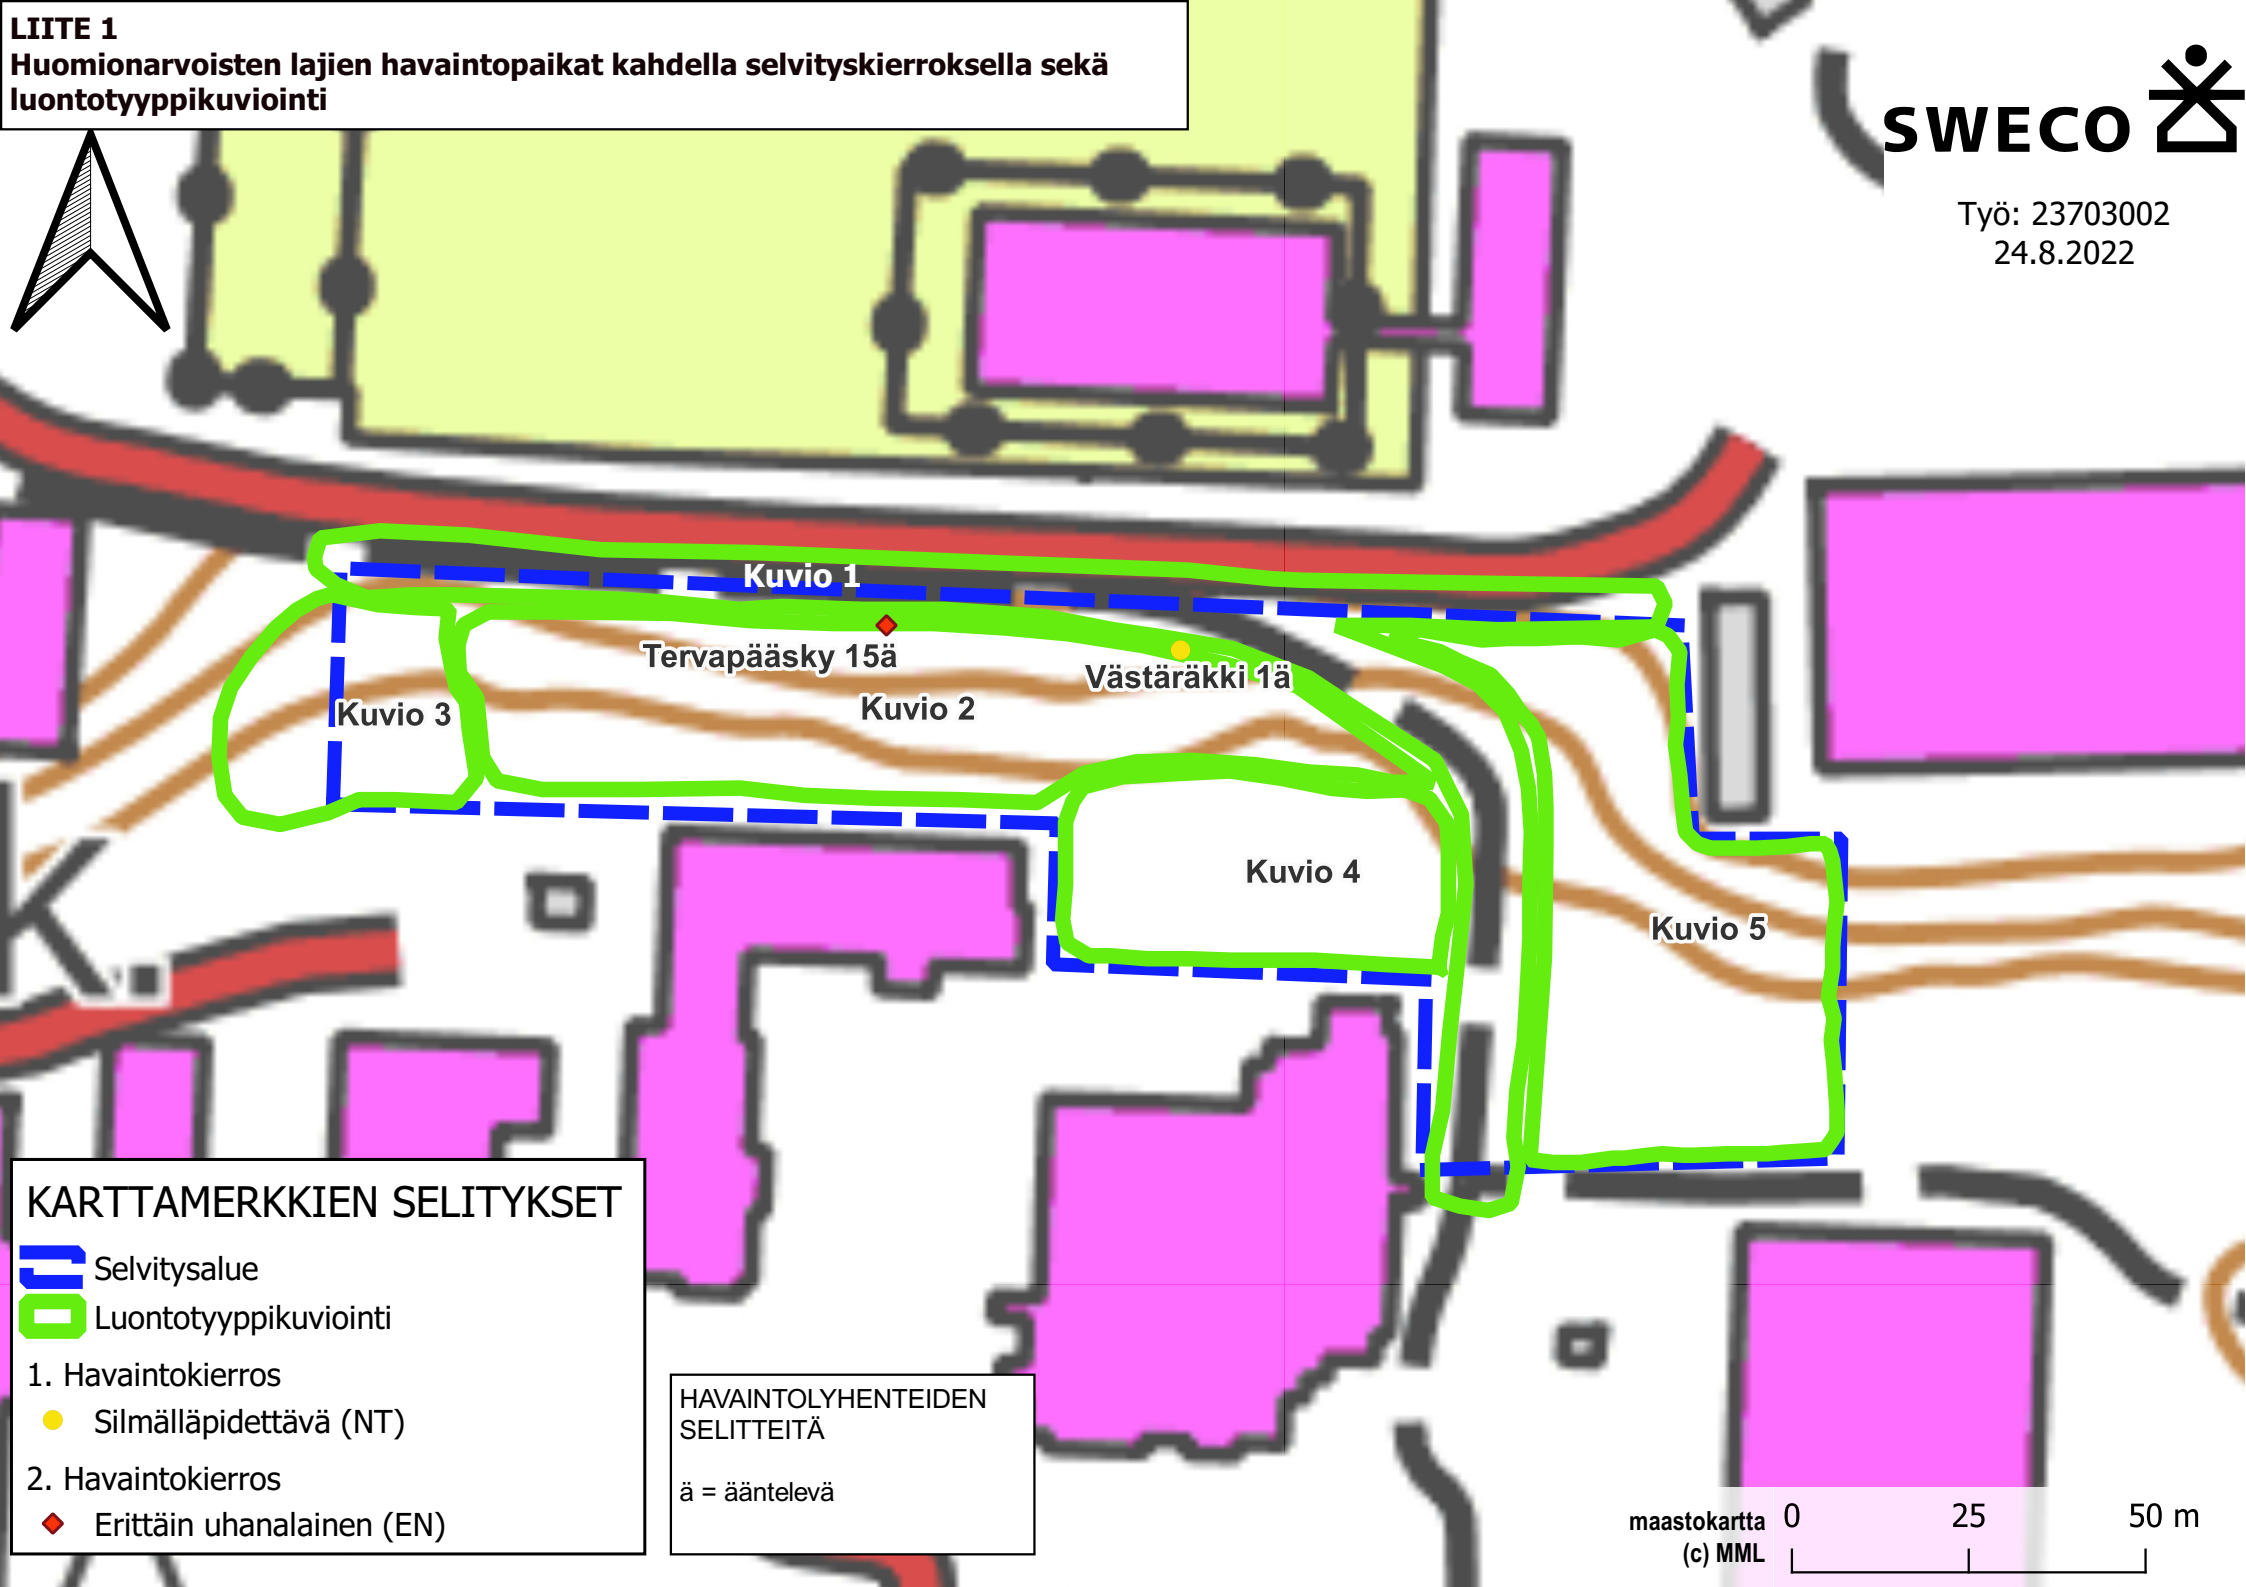 LIITE 1
Huomionarvoisten lajien havaintopaikat kahdella selvityskierroksella sekä
luontotyyppikuviointi
SWECO
Työ: 23703002
24.8.2022
Kuvio 1
Tervapääsky 15ä
Västäräkki 1ä
Kuvio 2
Kuvio 3
Kuvio 4
Kuvio 5
K.
KARTTAMERKKIEN SELITYKSET
Selvitysalue
Luontotyyppikuviointi
1. Havaintokierros
Silmälläpidettävä (NT)
2. Havaintokierros
Erittäin uhanalainen (EN)
HAVAINTOLYHENTEIDEN
SELITTEITÄ
ä = ääntelevä
maastokartta
(c) MML
0 25 50 m